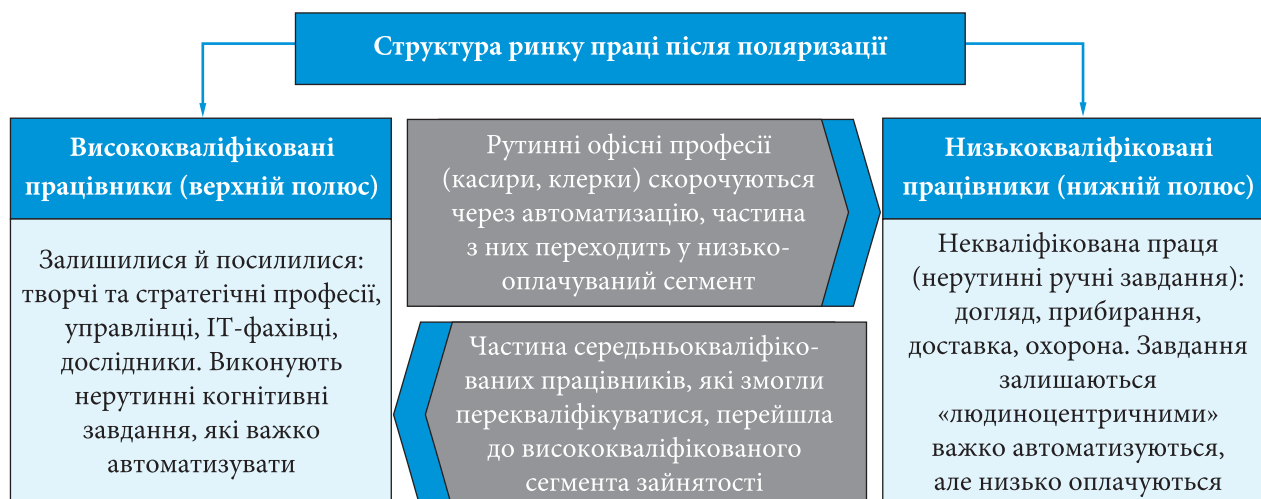 Структура ринку праці після поляризації
Висококваліфіковані
працівники (верхній полюс)
Залишилися й посилилися:
творчі та стратегічні професії,
управлінці, ІТ-фахівці,
дослідники. Виконують
нерутинні когнітивні
завдання, які важко
автоматизувати
Рутинні офісні професії
(касири, клерки) скорочуються
через автоматизацію, частина
з них переходить у низько-
оплачуваний сегмент
Частина середньокваліфіко-
ваних працівників, які змогли
перекваліфікуватися, перейшла
до висококваліфікованого
сегмента зайнятості
Низькокваліфіковані
працівники (нижній полюс)
Некваліфікована праця
(нерутинні ручні завдання):
догляд, прибирання,
доставка, охорона. Завдання
залишаються
«людиноцентричними»
важко автоматизуються,
але низько оплачуються